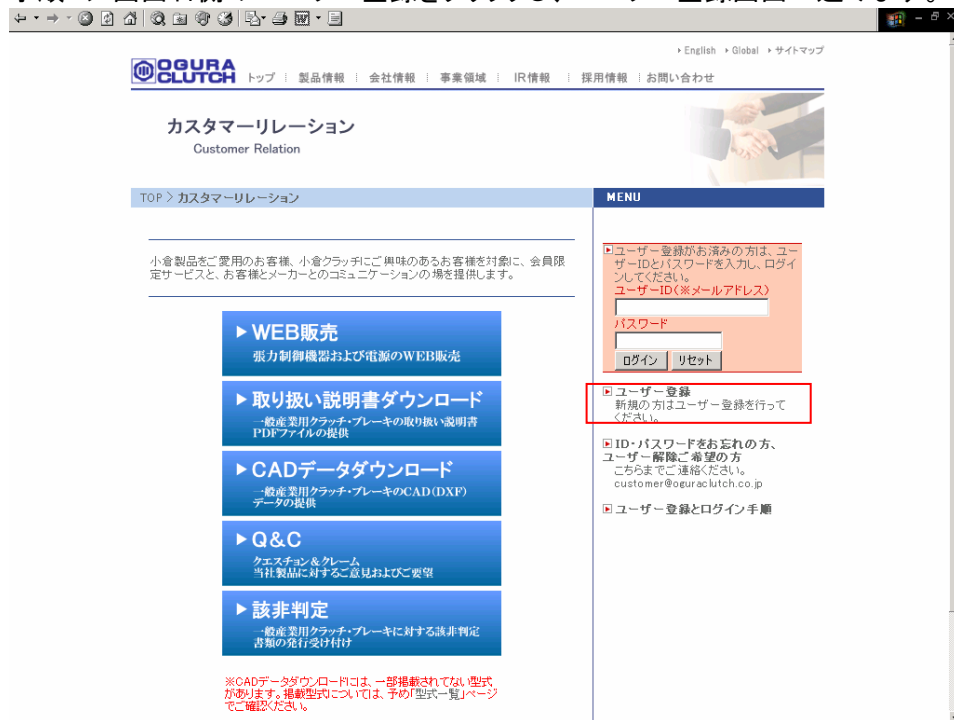 English Global サイトマップ
OGURA CLUTCH
トップ 製品情報 会社情報 事業領域 IR情報 採用情報 お問い合わせ
カスタマーリレーション
Customer Relation
TOP > カスタマーリレーション
小倉製品をご愛用のお客様、小倉クラッチにご興味のあるお客様を対象に、会員限
定サービスと、お客様とメーカーとのコミュニケーションの場を提供します。
WEB販売
張力制御機器および電源のWEB販売
取り扱い説明書ダウンロード
一般産業用クラッチ・ブレーキの取り扱い説明書
PDFファイルの提供
CADデータダウンロード
一般産業用クラッチ・ブレーキのCAD(DXF)
データの提供
Q&C
クエスチョン&クレーム
当社製品に対するご意見およびご要望
該非判定
一般産業用クラッチ・ブレーキに対する該非判定
書類の発行受け付け
※CADデータダウンロードには、一部掲載されてない型式
があります。掲載型式については、予め「型式一覧」ページ
でご確認ください。
MENU
ユーザー登録がお済みの方は、ユー
ザーIDとパスワードを入力し、ログイ
ンしてください。
ユーザーID(※メールアドレス)
パスワード
ログイン リセット
ユーザー登録
新規の方はユーザー登録を行って
ください。
ID・パスワードをお忘れの方、
ユーザー解除ご希望の方
こちらまでご連絡ください。
customer@oguraclutch.co.jp
ユーザー登録とログイン手順